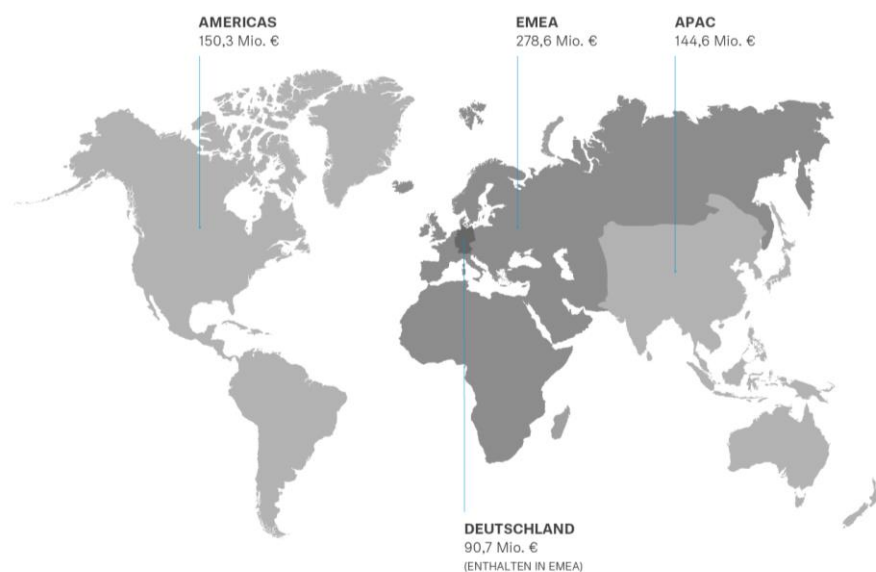 AMERICAS
150,3 Mio. €
EMEA
278,6 Mio. €
APAC
144,6 Mio. €
DEUTSCHLAND
90,7 Mio. €
(ENTHALTEN IN EMEA)